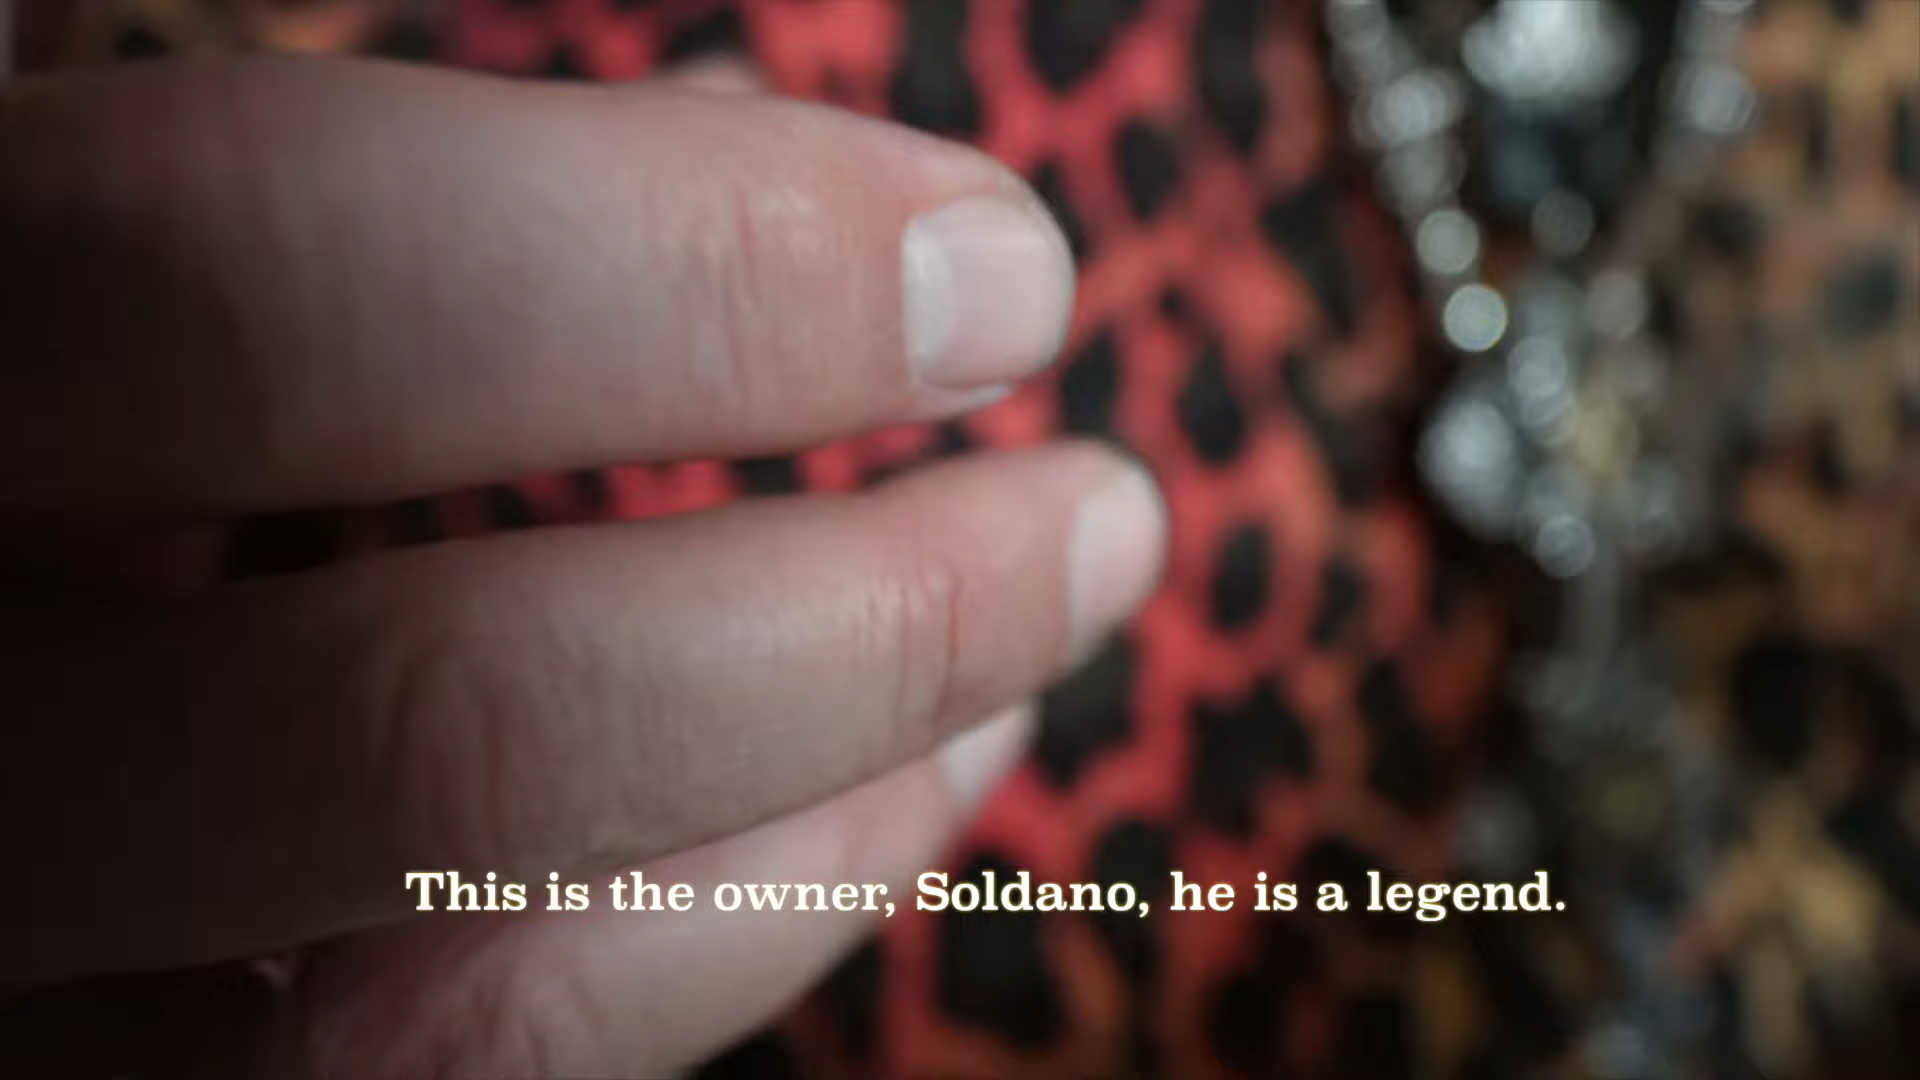 This is the owner, Soldano, he is a legend.